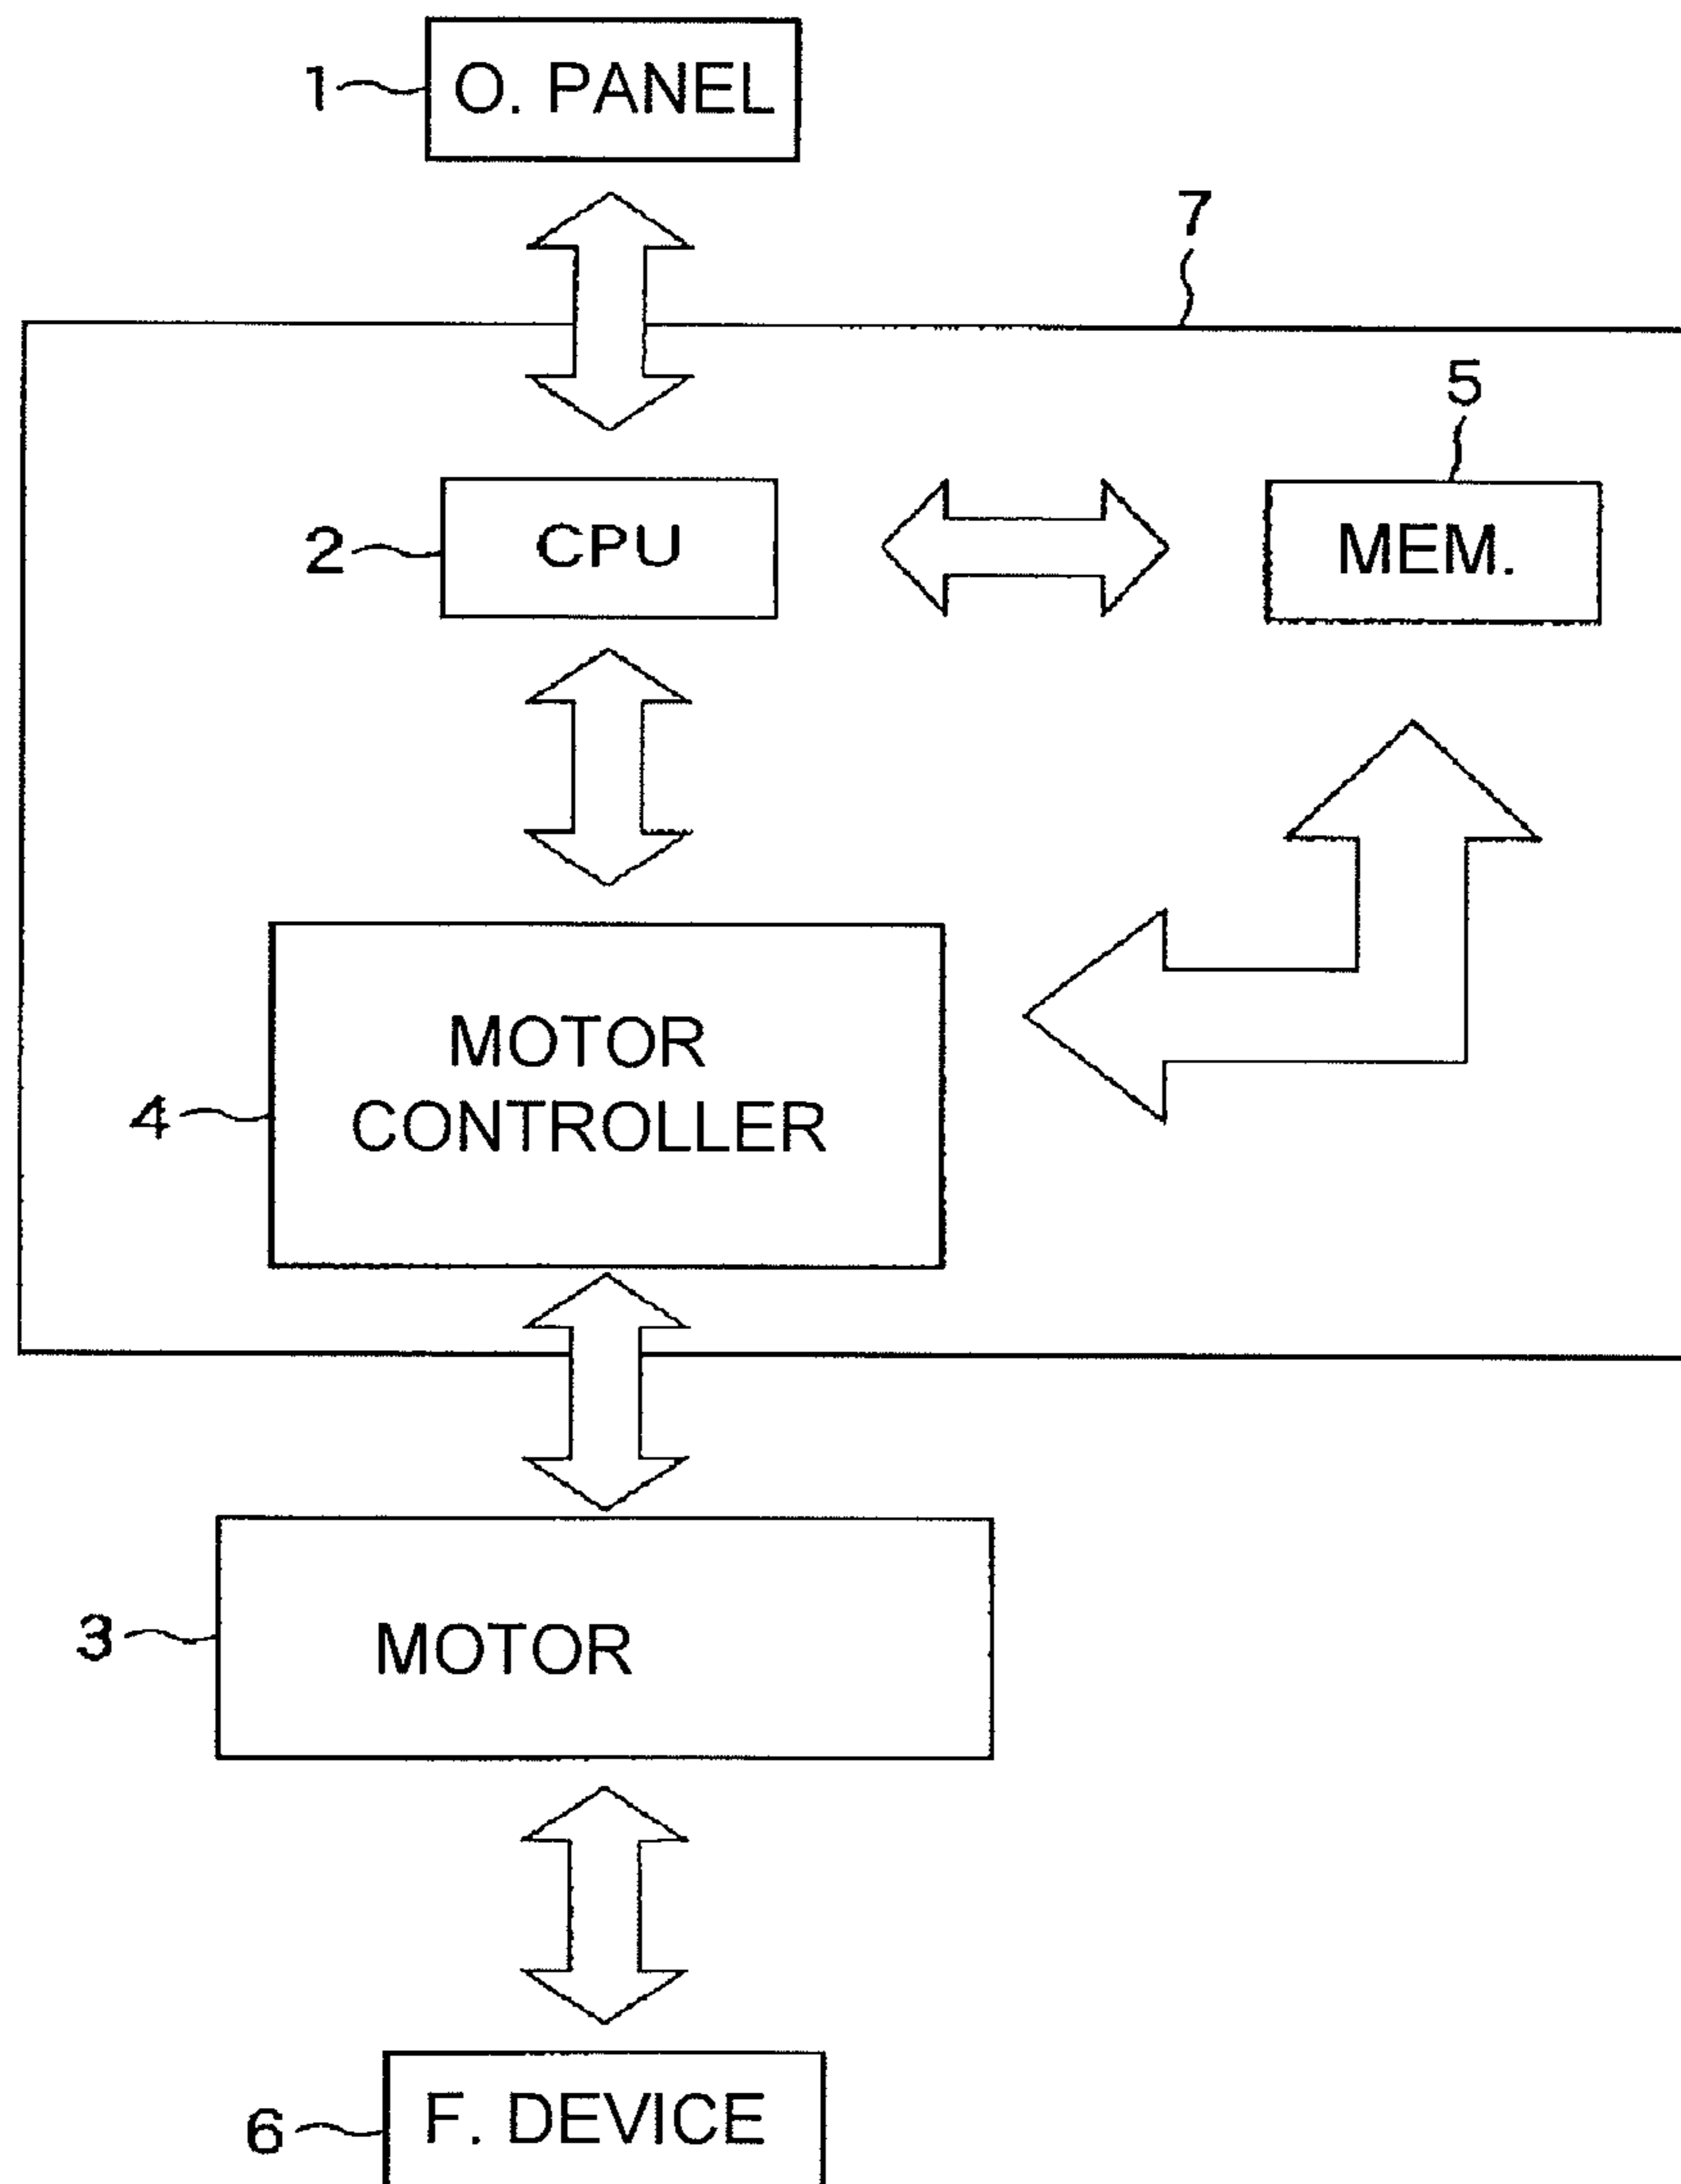 1 O. PANEL
7
5
2 CPU
MEM.
MOTOR
4 CONTROLLER
3 MOTOR
6 F. DEVICE